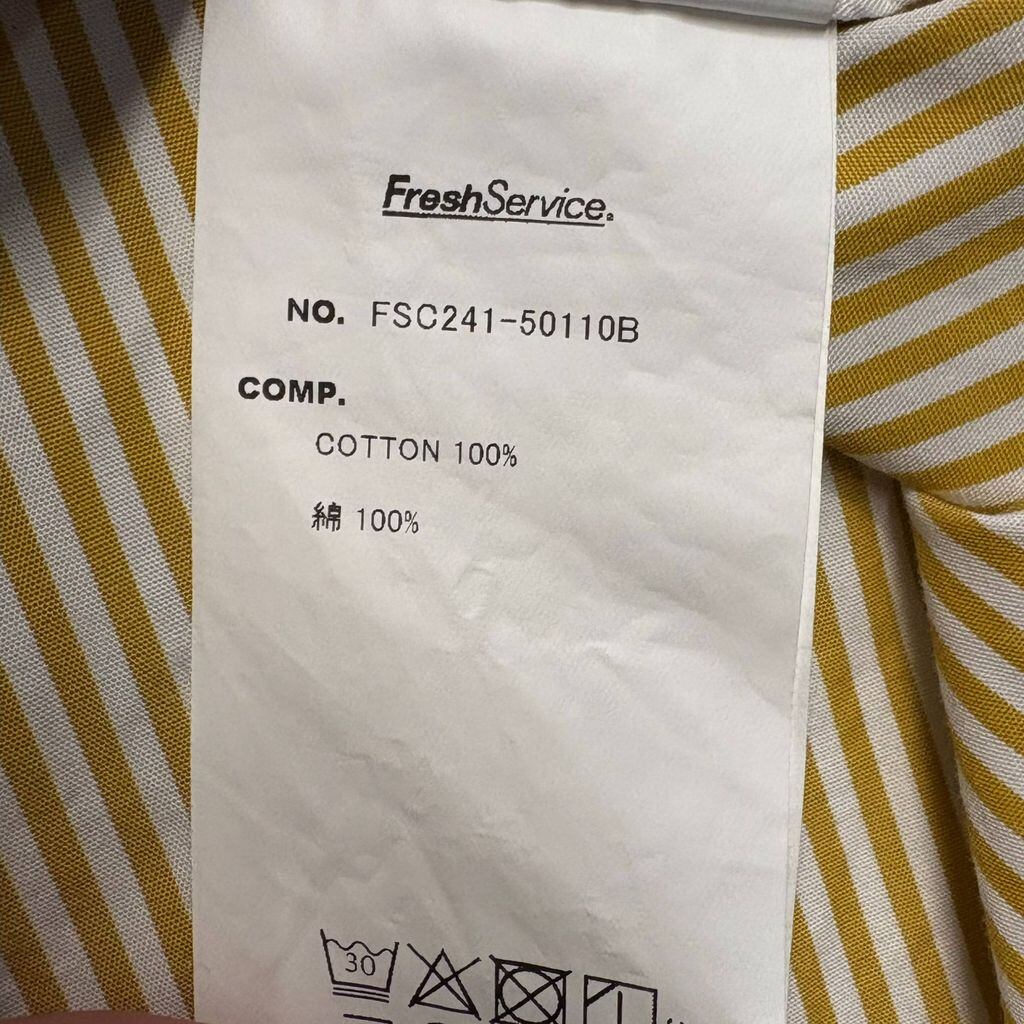 FreshService.
NO. FSC241-50110B
COMP.
COTTON 100%
綿 100%
30